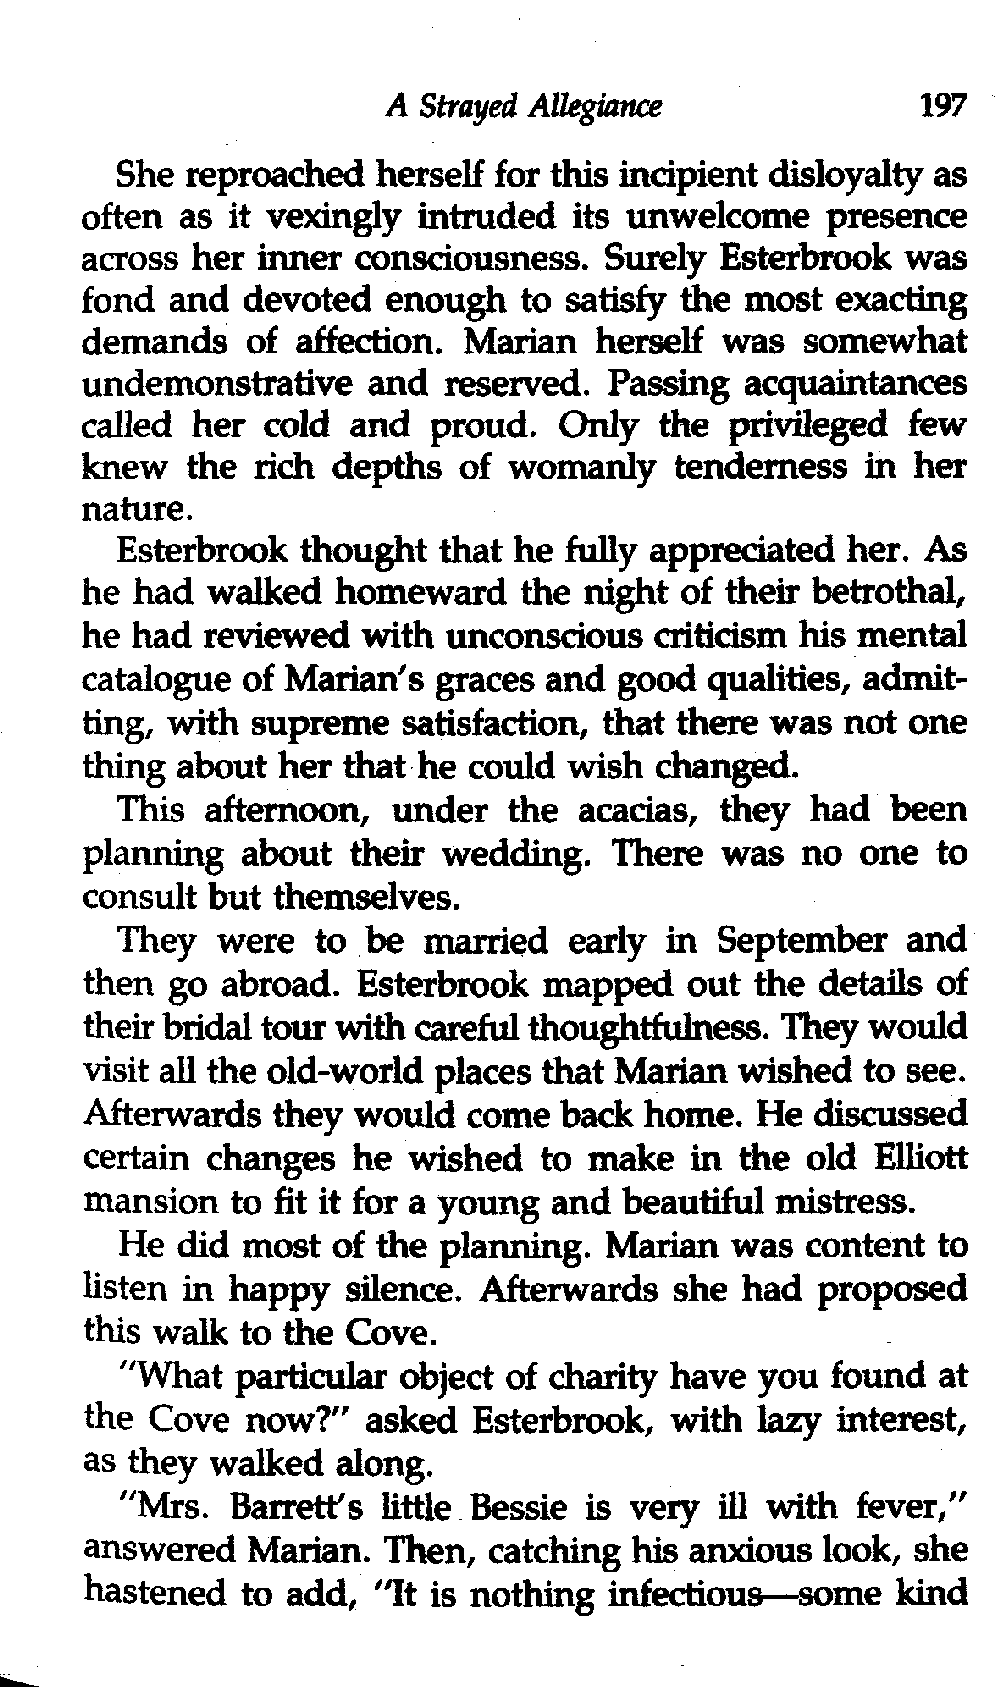 A Strayed Allegiance 197
She reproached herself for this incipient disloyalty as
often as it vexingly intruded its unwelcome presence
across her inner consciousness. Surely Esterbrook was
fond and devoted enough to satisfy the most exacting
demands of affection. Marian herself was somewhat
undemonstrative and reserved. Passing acquaintances
called her cold and proud. Only the privileged few
knew the rich depths of womanly tenderness in her
nature.
Esterbrook thought that he fully appreciated her. As
he had walked homeward the night of their betrothal,
he had reviewed with unconscious criticism his mental
catalogue of Marian's graces and good qualities, admit-
ting, with supreme satisfaction, that there was not one
thing about her that he could wish changed.
This afternoon, under the acacias, they had been
planning about their wedding. There was no one to
consult but themselves.
They were to be married early in September and
then go abroad. Esterbrook mapped out the details of
their bridal tour with careful thoughtfulness. They would
visit all the old-world places that Marian wished to see.
Afterwards they would come back home. He discussed
certain changes he wished to make in the old Elliott
mansion to fit it for a young and beautiful mistress.
He did most of the planning. Marian was content to
listen in happy silence. Afterwards she had proposed
this walk to the Cove.
"What particular object of charity have you found at
the Cove now?" asked Esterbrook, with lazy interest,
as they walked along.
"Mrs. Barrett's little Bessie is very ill with fever,"
answered Marian. Then, catching his anxious look, she
hastened to add, "It is nothing infectious—some kind